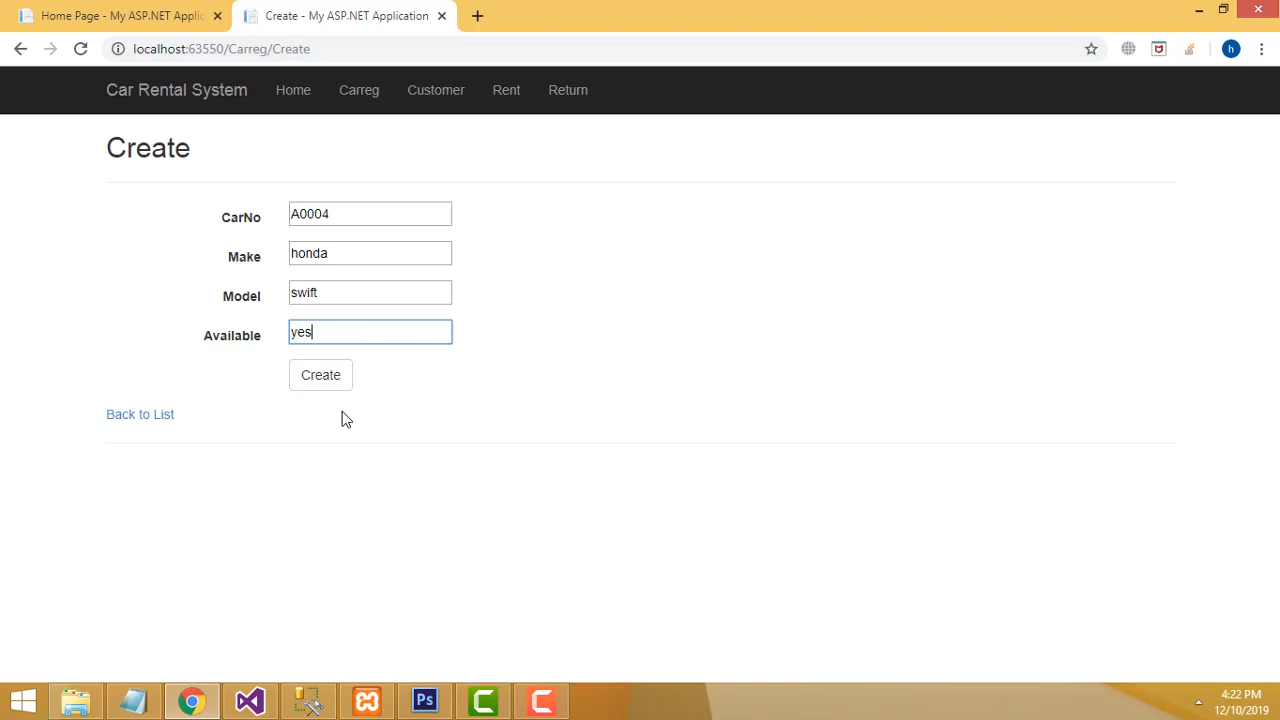 Home Page - My ASP.NET Applic
Create - My ASP.NET Application
localhost:63550/Carreg/Create
h
Car Rental System
Home
Carreg
Customer
Rent
Return
Create
CarNo
A0004
Make
honda
Model
swift
Available
yes
Create
Back to List
Ps
4:22 PM
12/10/2019